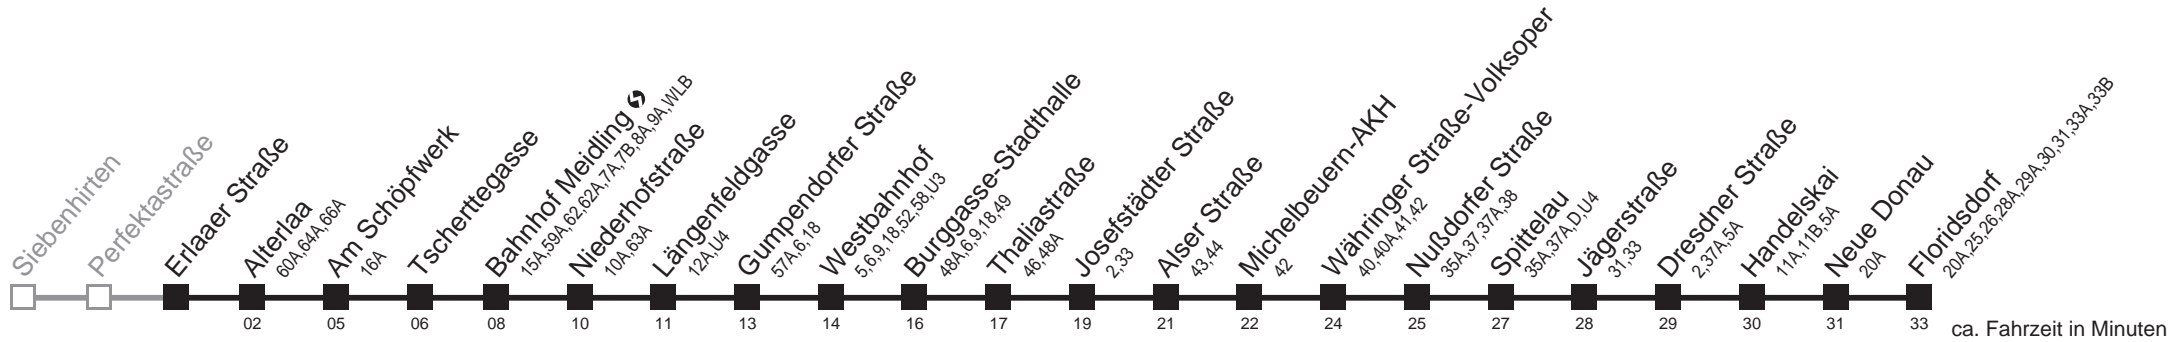 Siebenhirten
Perfektastraße
Erlaaer Straße
Alterlaa
60A,64A,66A
Am Schöpfwerk
16A
Tscherttegasse
Bahnhof Meidling
15A,59A,62,62A,7A,7B,8A,9A,WLB
Niederhofstraße
10A,63A
Längenfeldgasse
12A,U4
Gumpendorfer Straße
57A,6,18
Westbahnhof
5,6,9,18,52,58,U3
Burggasse-Stadthalle
48A,6,9,18,49
Thaliastraße
46,48A
Josefstädter Straße
2,33
Alser Straße
43,44
Michelbeuern-AKH
42
Währinger Straße-Volksoper
40,40A,41,42
Nußdorfer Straße
35A,37,37A,38
Spittelau
35A,37A,D,U4
Jägerstraße
31,33
Dresdner Straße
2,37A,5A
Handelskai
11A,11B,5A
Neue Donau
20A
Floridsdorf
20A,25,26,28A,29A,30,31,33A,33B
02 05 06 08 10 11 13 14 16 17 19 21 22 24 25 27 28 29 30 31 33 ca. Fahrzeit in Minuten